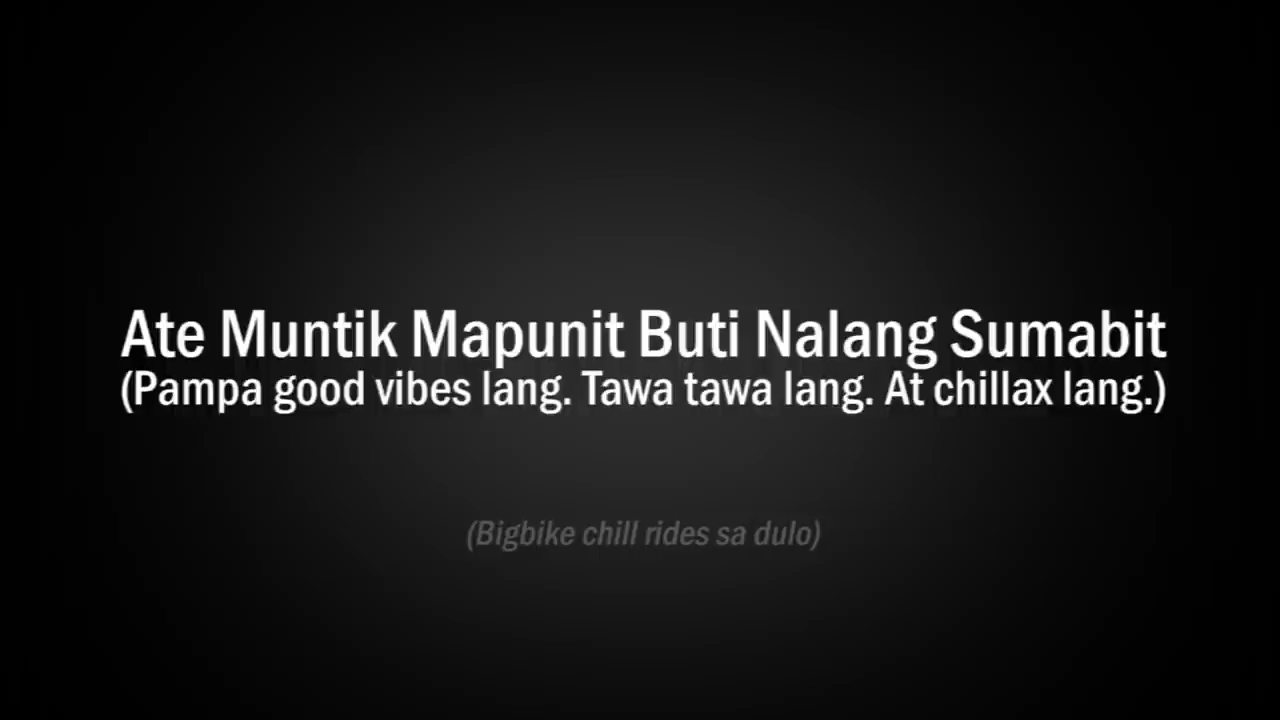 Ate Muntik Mapunit Buti Nalang Sumabit
(Pampa good vibes lang. Tawa tawa lang. At chillax lang.)
(Bigbike chill rides sa dulo)